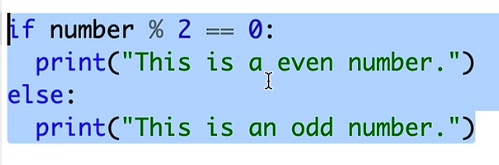 if number % 2 == 0:
  print("This is a even number.")
else:
  print("This is an odd number.")